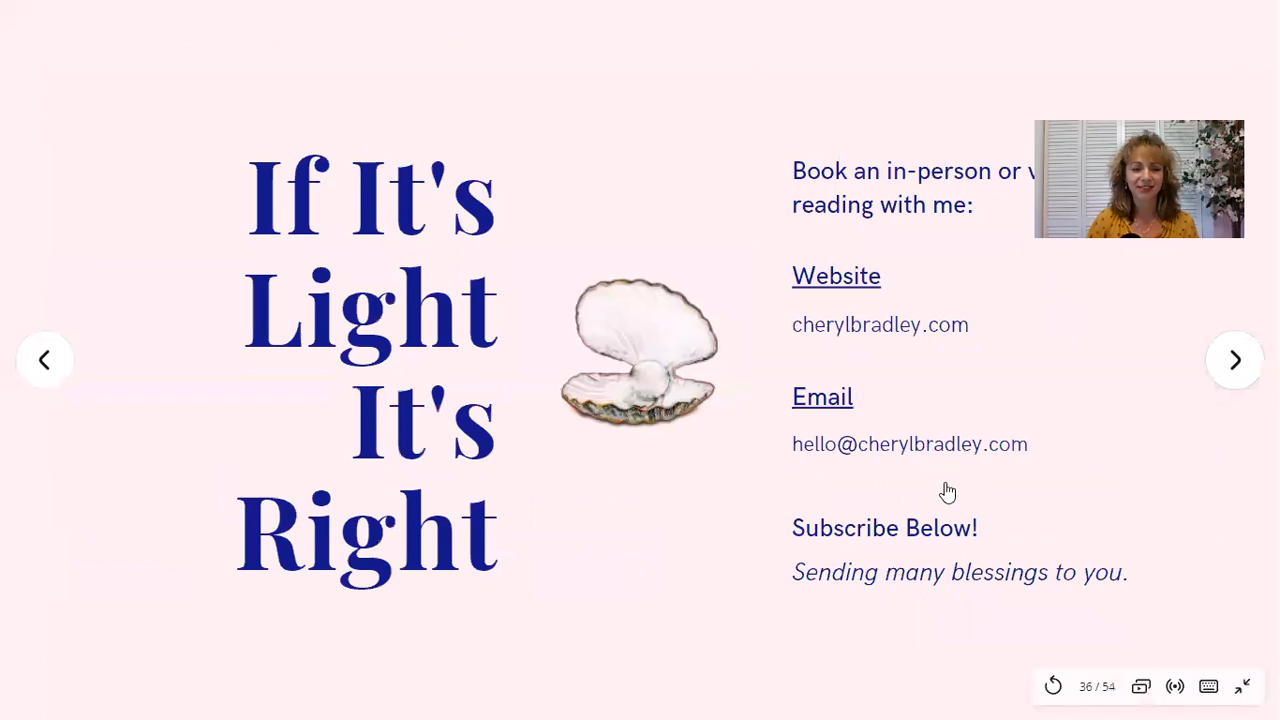 If It's
Light
It's
Right
Book an in-person or
reading with me:
Website
cherylbradley.com
Email
hello@cherylbradley.com
Subscribe Below!
Sending many blessings to you.
36 / 54